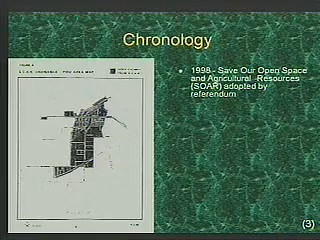 Chronology
1998 - Save Our Open Space
and Agricultural Resources
(SOAR) adopted by
referendum
(3)